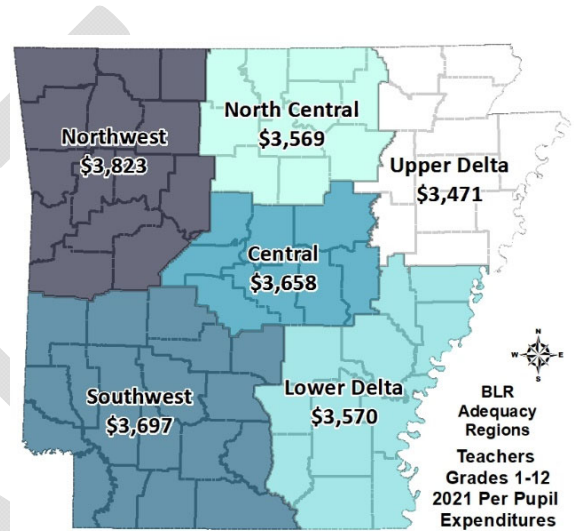 North Central
$3,569
Northwest
$3,823
Upper Delta
$3,471
Central
$3,658
Southwest
$3,697
Lower Delta
$3,570
N
W E
S
BLR
Adequacy
Regions
Teachers
Grades 1-12
2021 Per Pupil
Expenditures